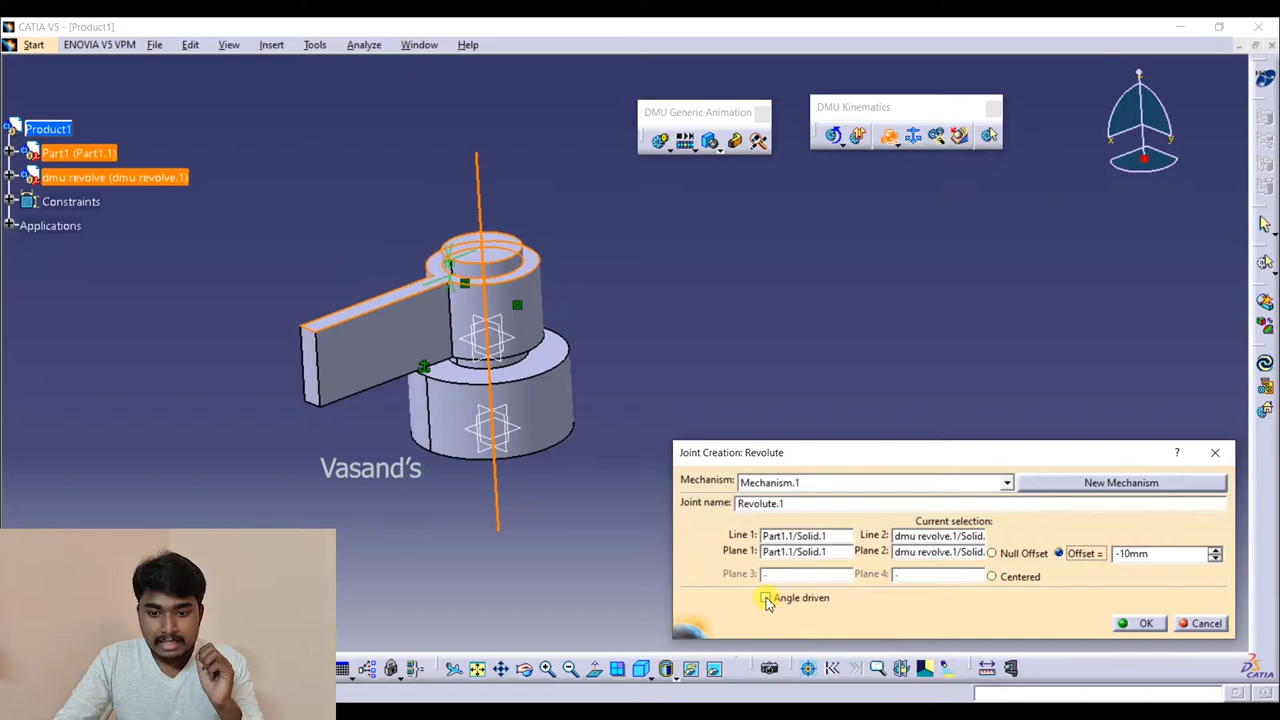 CATIA V5 - [Product1]
Start ENOVIA V5 VPM File Edit View Insert Tools Analyze Window Help
DMU Generic Animation
DMU Kinematics
Product1
Part1 (Part1.1)
dmu revolve (dmu revolve.1)
Constraints
Applications
Vasand's
Joint Creation: Revolute
?
Mechanism: Mechanism.1 New Mechanism
Joint name: Revolute.1
Current selection:
Line 1: Part1.1/Solid.1 Line 2: dmu revolve.1/Solid.
Plane 1: Part1.1/Solid.1 Plane 2: dmu revolve.1/Solid. Null Offset Offset = -10mm
Plane 3: - Plane 4: - Centered
Angle driven
OK Cancel
CATIA